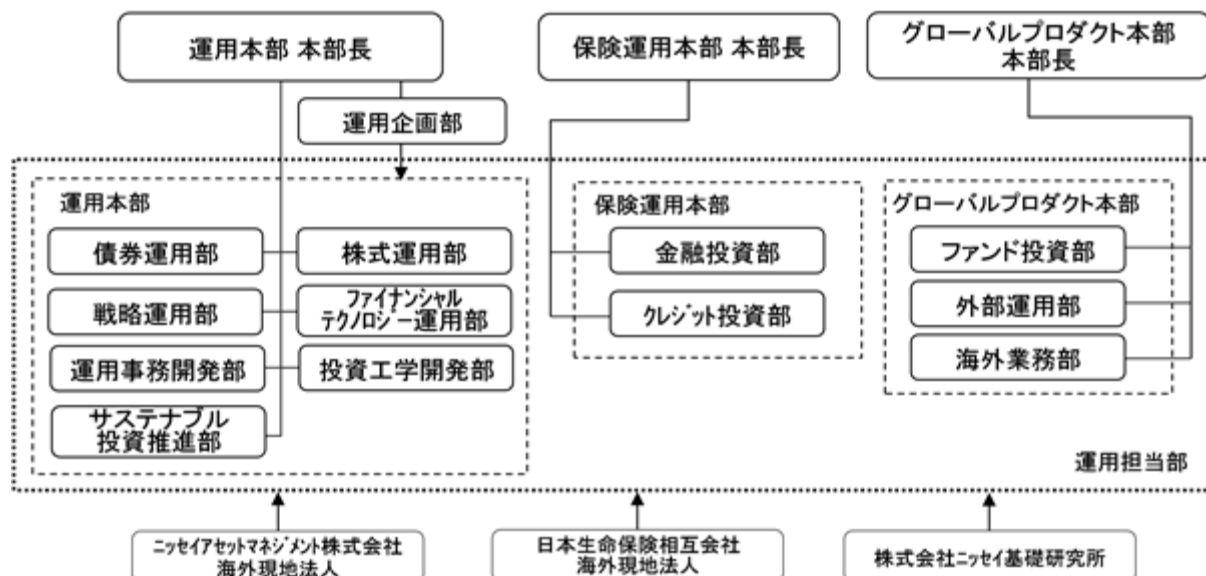 運用本部 本部長
保険運用本部 本部長
グローバルプロダクト本部
本部長
運用企画部
運用本部
債券運用部
株式運用部
戦略運用部
ファイナンシャル
テクノロジー運用部
運用事務開発部
投資工学開発部
サステナブル
投資推進部
保険運用本部
金融投資部
クレジット投資部
グローバルプロダクト本部
ファンド投資部
外部運用部
海外業務部
運用担当部
ニッセイアセットマネジメント株式会社
海外現地法人
日本生命保険相互会社
海外現地法人
株式会社ニッセイ基礎研究所